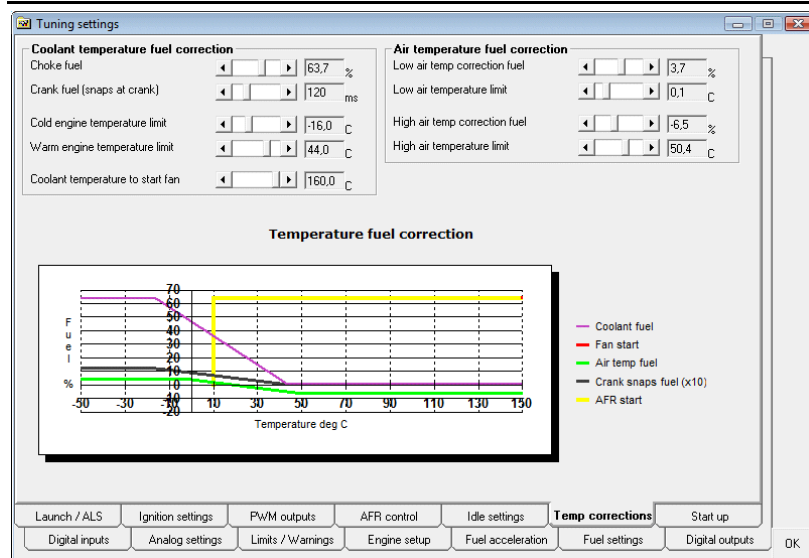 Tuning settings
Coolant temperature fuel correction
Choke fuel 63,7 %
Crank fuel (snaps at crank) 120 ms
Cold engine temperature limit -16,0 C
Warm engine temperature limit 44,0 C
Coolant temperature to start fan 160,0 C
Air temperature fuel correction
Low air temp correction fuel 3,7 %
Low air temperature limit 0,1 C
High air temp correction fuel -6,5 %
High air temperature limit 50,4 C
Temperature fuel correction
Fuel %
70
60
50
40
30
20
10
0
-10
-20
-50 -30 -10 10 30 50 70 90 110 130 150
Temperature deg C
Coolant fuel
Fan start
Air temp fuel
Crank snaps fuel (x10)
AFR start
Launch / ALS Ignition settings PWM outputs AFR control Idle settings Temp corrections Start up
Digital inputs Analog settings Limits / Warnings Engine setup Fuel acceleration Fuel settings Digital outputs OK